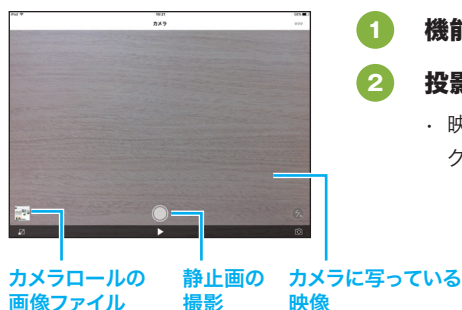 iPad
カメラ
1 機能
2 投影
・ 映
ク
カメラロールの
画像ファイル
静止画の
撮影
カメラに写っている
映像